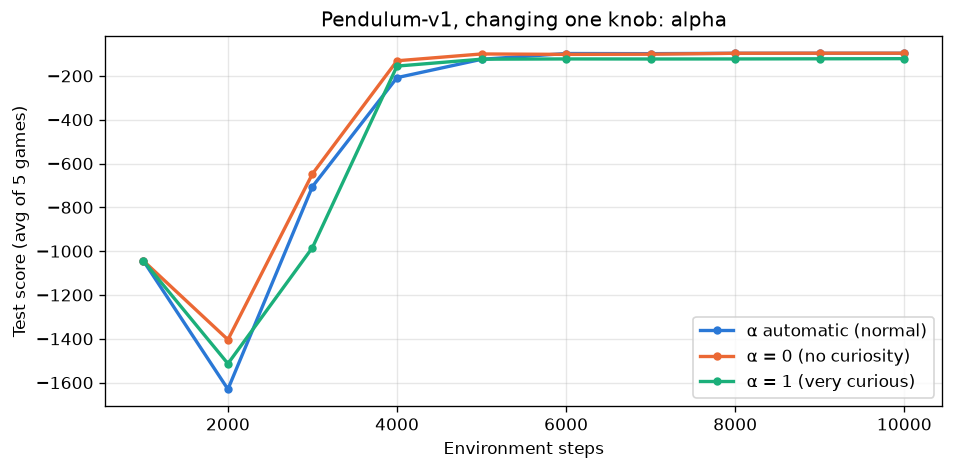 Pendulum-v1, changing one knob: alpha
Test score (avg of 5 games)
−200
−400
−600
−800
−1000
−1200
−1400
−1600
α automatic (normal)
α = 0 (no curiosity)
α = 1 (very curious)
2000 4000 6000 8000 10000
Environment steps